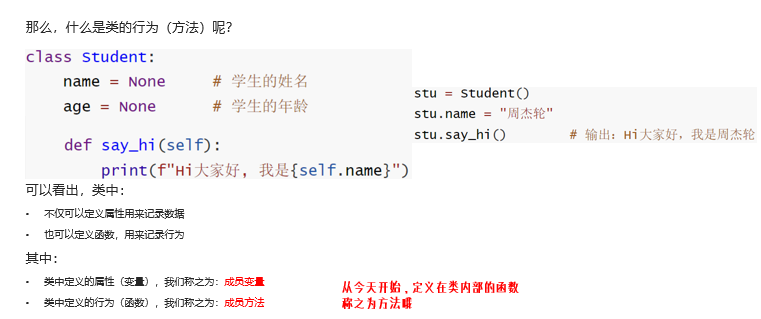 那么，什么是类的行为（方法）呢？
class Student:
    name = None     # 学生的姓名
    age = None      # 学生的年龄
    def say_hi(self):
        print(f"Hi大家好，我是{self.name}")
stu = Student()
stu.name = "周杰轮"
stu.say_hi()        # 输出：Hi大家好，我是周杰轮
可以看出，类中：
• 不仅可以定义属性用来记录数据
• 也可以定义函数，用来记录行为
其中：
• 类中定义的属性（变量），我们称之为：成员变量
• 类中定义的行为（函数），我们称之为：成员方法
从今天开始，定义在类内部的函数
称之为方法哦